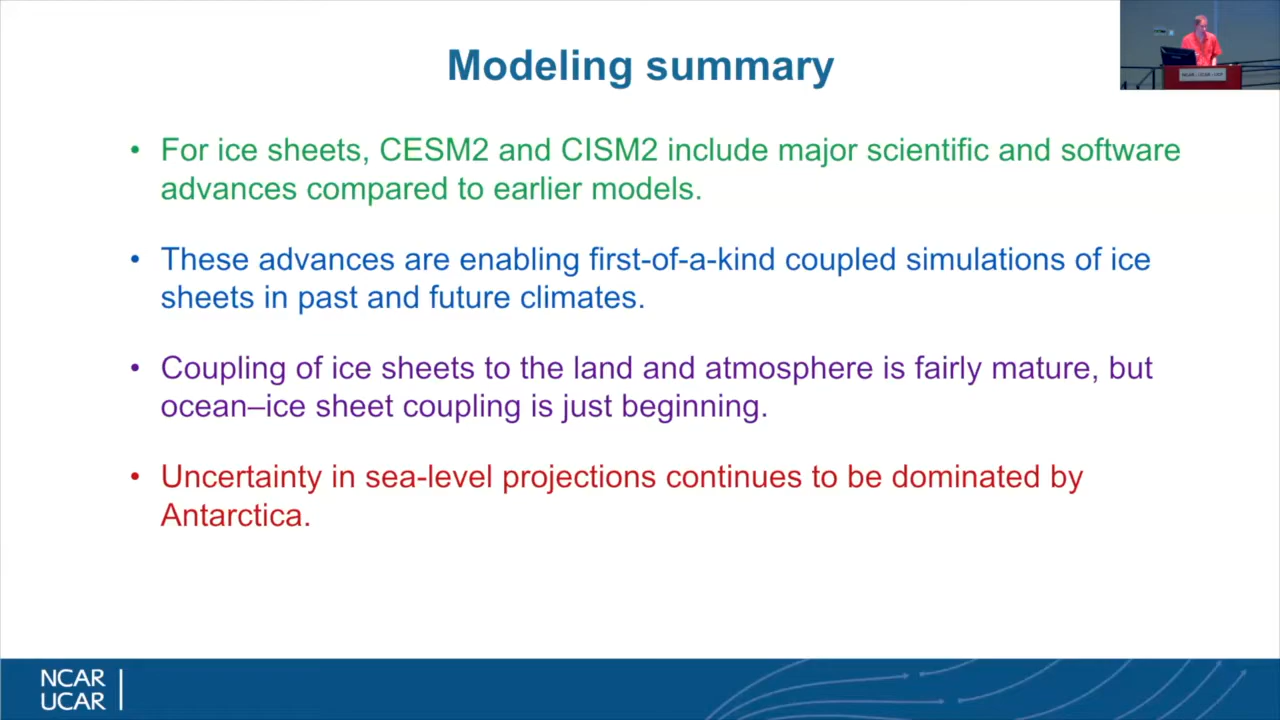 Modeling summary
• For ice sheets, CESM2 and CISM2 include major scientific and software
advances compared to earlier models.
• These advances are enabling first-of-a-kind coupled simulations of ice
sheets in past and future climates.
• Coupling of ice sheets to the land and atmosphere is fairly mature, but
ocean–ice sheet coupling is just beginning.
• Uncertainty in sea-level projections continues to be dominated by
Antarctica.
NCAR
UCAR